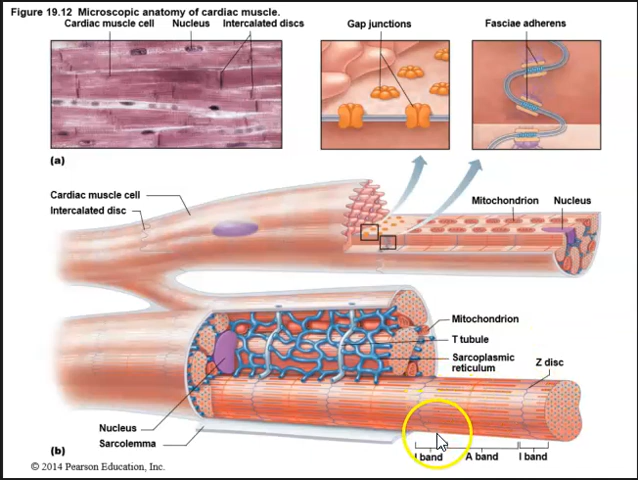 Figure 19.12 Microscopic anatomy of cardiac muscle.
Cardiac muscle cell Nucleus Intercalated discs
Gap junctions
Fasciae adherens
(a)
Cardiac muscle cell
Intercalated disc
Mitochondrion Nucleus
Mitochondrion
T tubule
Sarcoplasmic
reticulum
Z disc
Nucleus
Sarcolemma
(b)
I band A band I band
© 2014 Pearson Education, Inc.